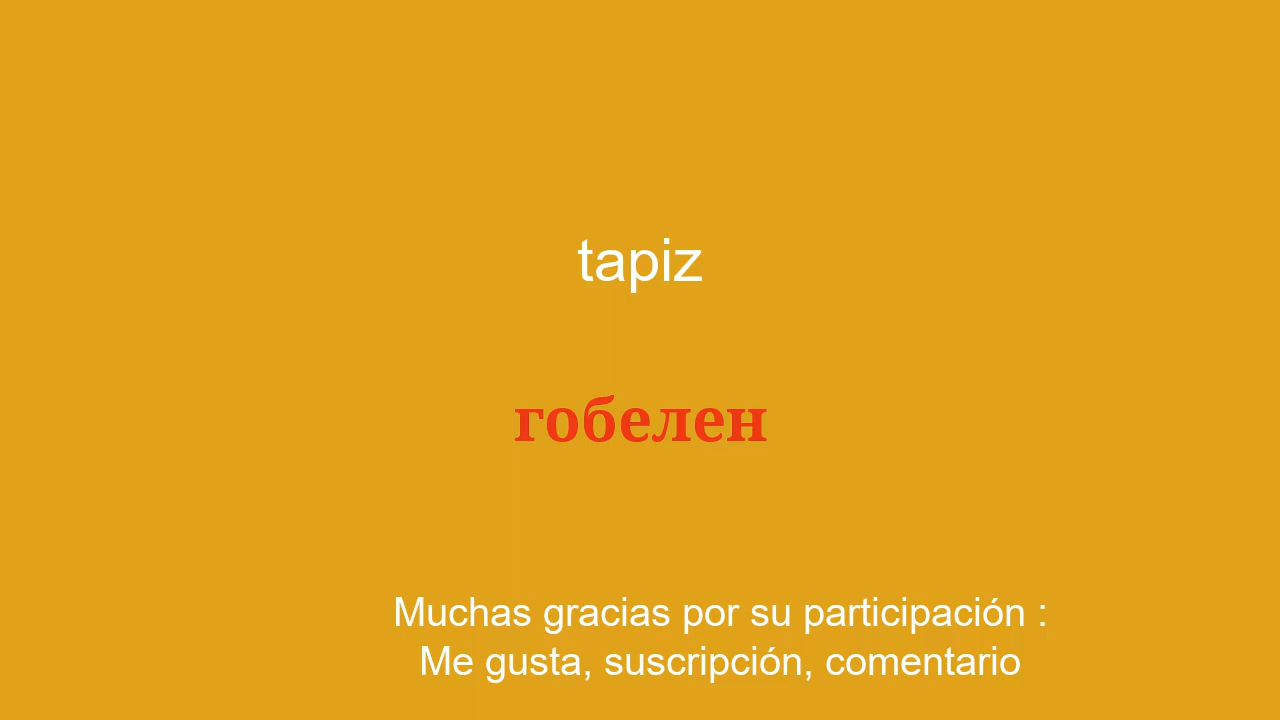 tapiz
гобелен
Muchas gracias por su participación :
Me gusta, suscripción, comentario